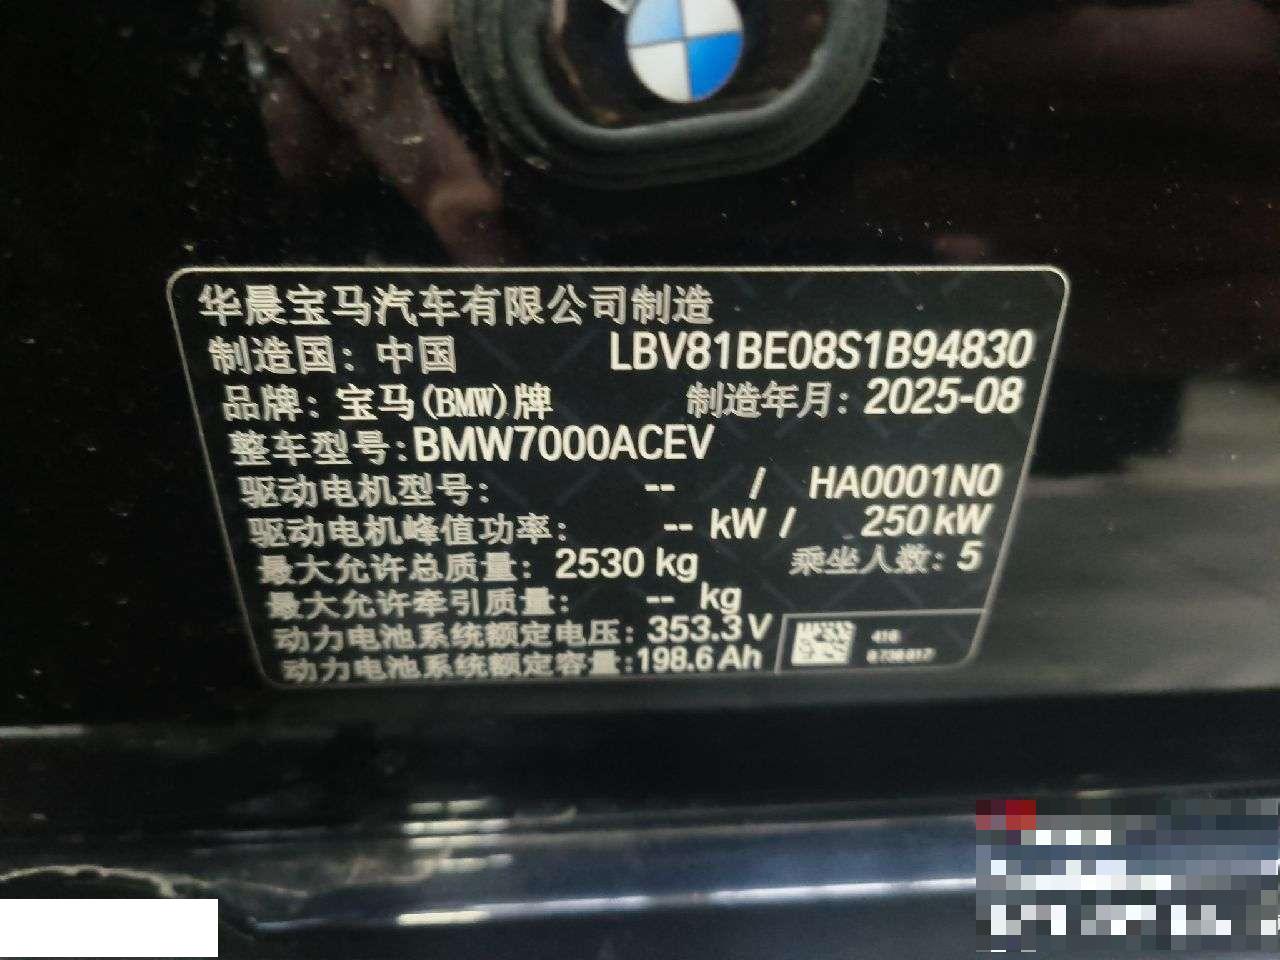 华晨宝马汽车有限公司制造
制造国：中国 LBV81BE08S1B94830
品牌：宝马(BMW)牌 制造年月：2025-08
整车型号：BMW7000ACEV
驱动电机型号： -- / HA0001N0
驱动电机峰值功率： -- kW / 250 kW
最大允许总质量：2530 kg 乘坐人数：5
最大允许牵引质量： -- kg
动力电池系统额定电压：353.3 V
动力电池系统额定容量：198.6 Ah